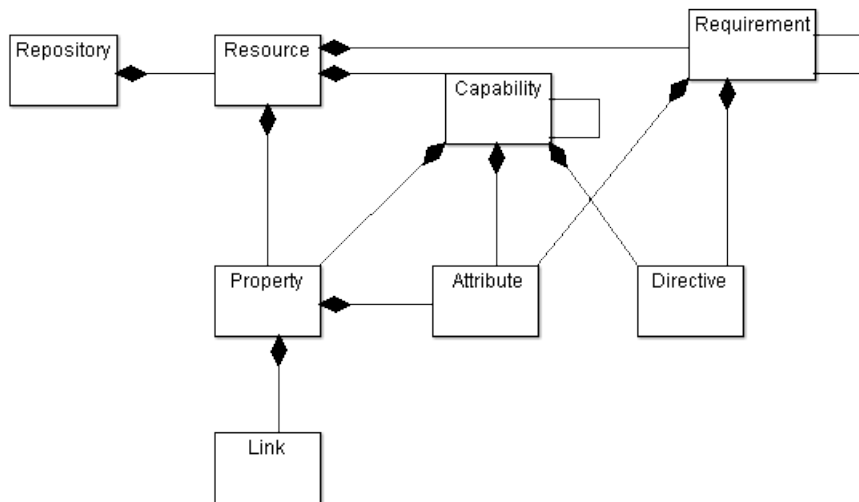 Requirement
Repository
Resource
Capability
Property
Attribute
Directive
Link